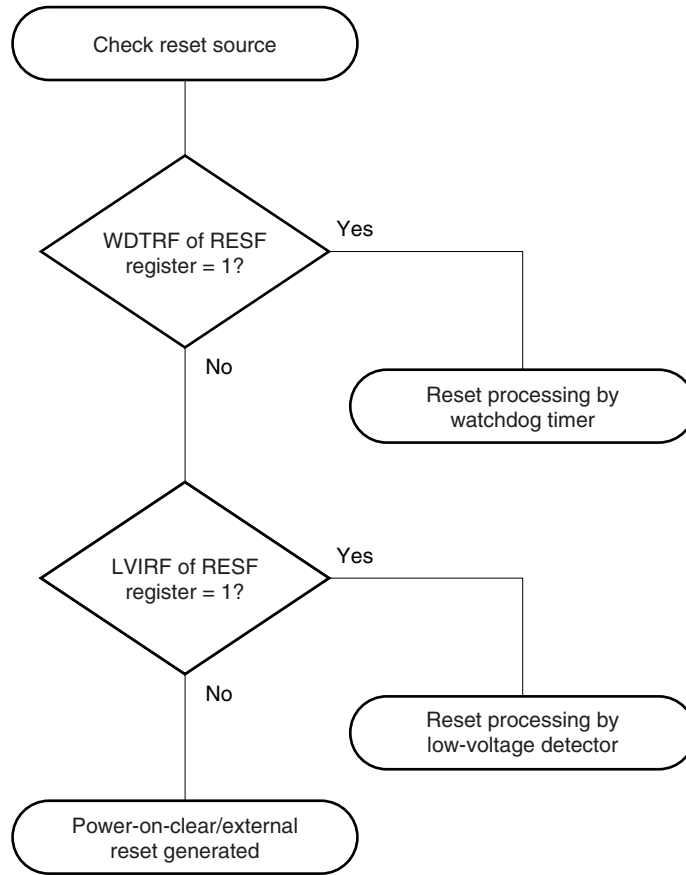 Check reset source
WDTRF of RESF
register = 1?
Yes
No
Reset processing by
watchdog timer
LVIRF of RESF
register = 1?
Yes
No
Reset processing by
low-voltage detector
Power-on-clear/external
reset generated